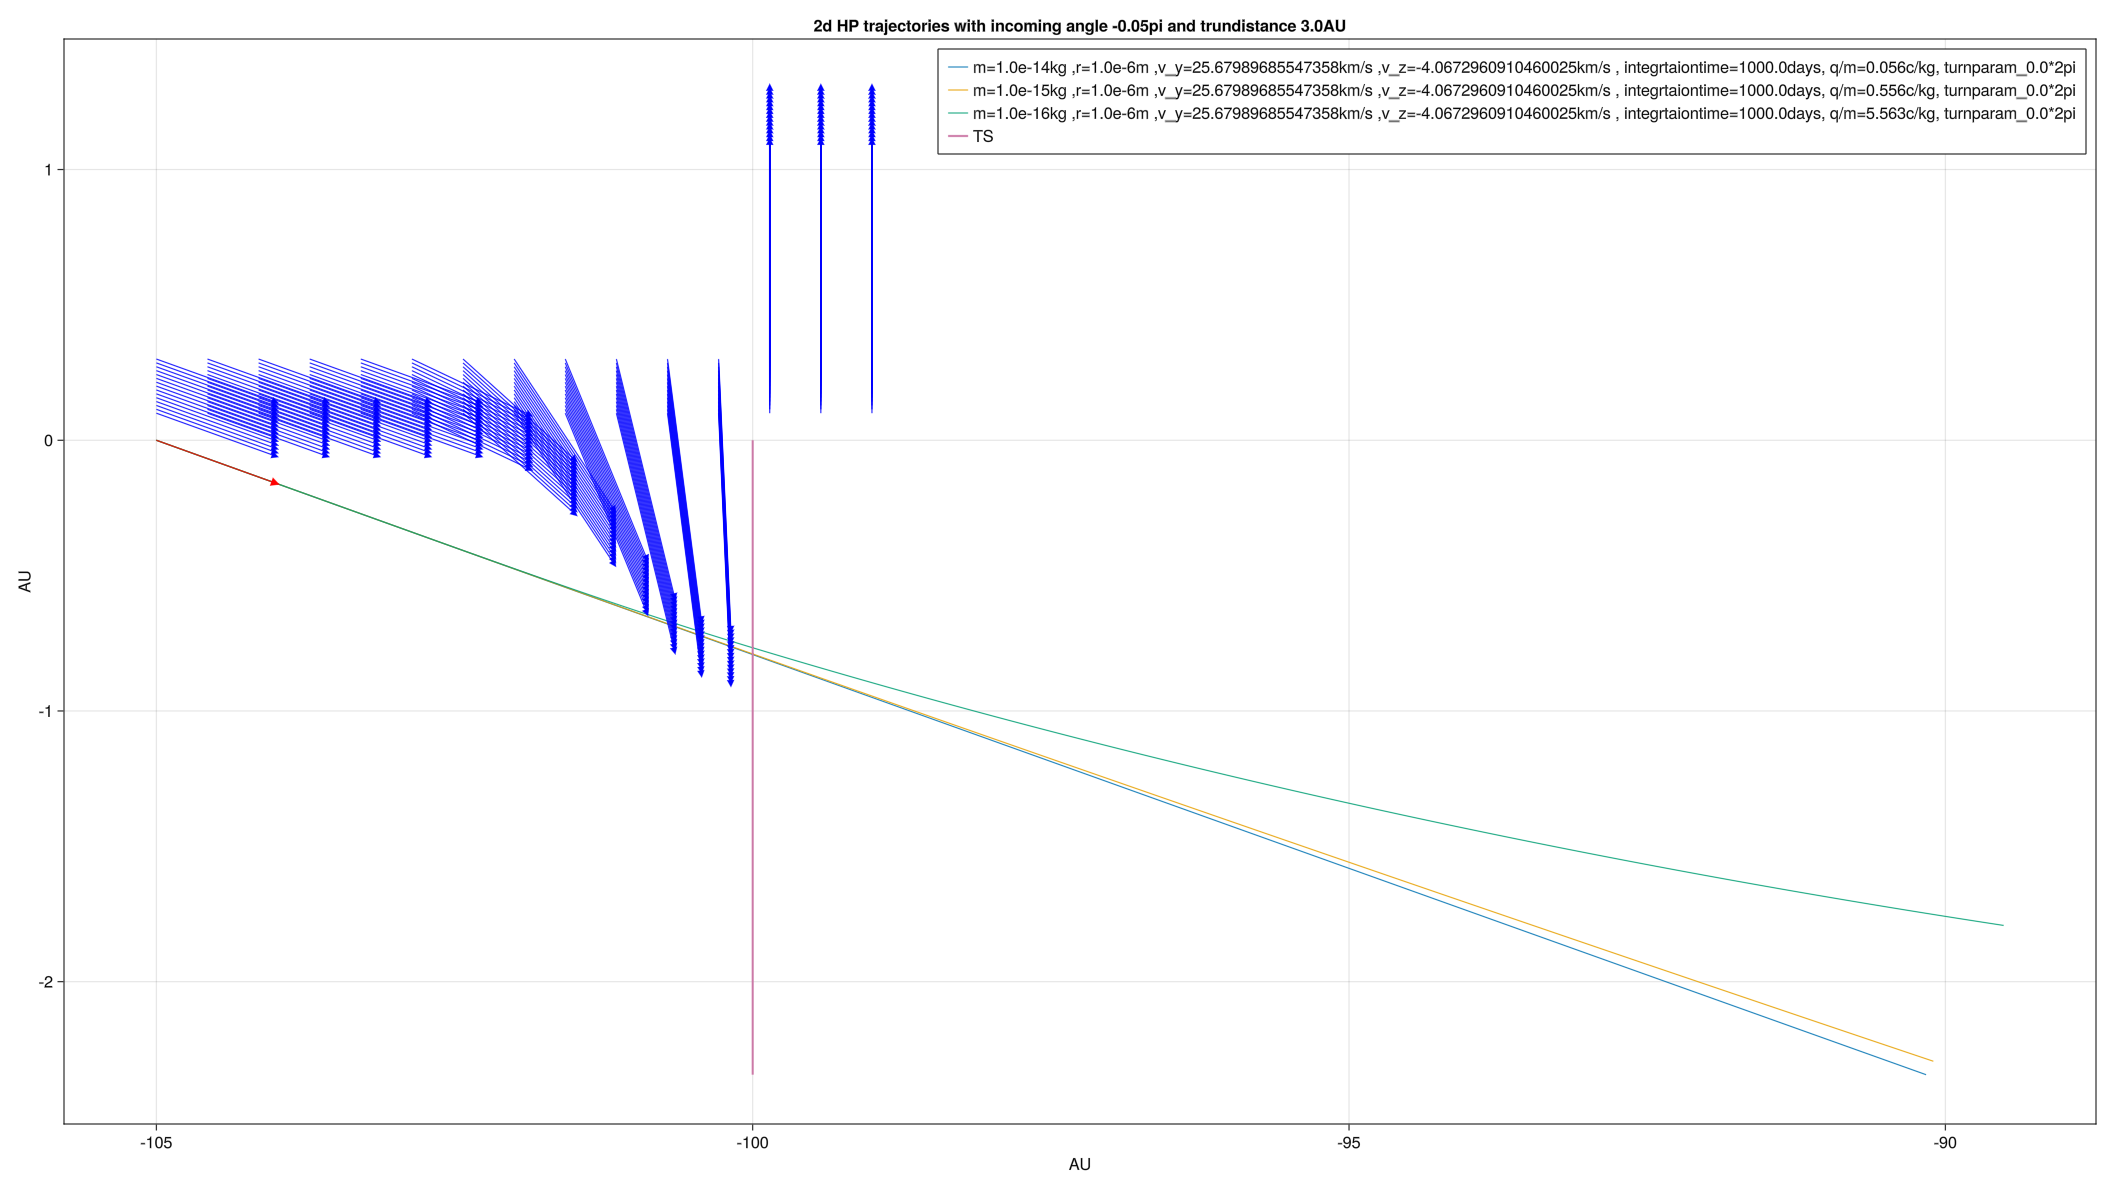 2d HP trajectories with incoming angle -0.05pi and trundistance 3.0AU
m=1.0e-14kg ,r=1.0e-6m ,v_y=25.67989685547358km/s ,v_z=-4.0672960910460025km/s , integrtaiontime=1000.0days, q/m=0.056c/kg, turnparam_0.0*2pi
m=1.0e-15kg ,r=1.0e-6m ,v_y=25.67989685547358km/s ,v_z=-4.0672960910460025km/s , integrtaiontime=1000.0days, q/m=0.556c/kg, turnparam_0.0*2pi
m=1.0e-16kg ,r=1.0e-6m ,v_y=25.67989685547358km/s ,v_z=-4.0672960910460025km/s , integrtaiontime=1000.0days, q/m=5.563c/kg, turnparam_0.0*2pi
TS
1
0
-1
-2
AU
-105 -100 -95 -90
AU